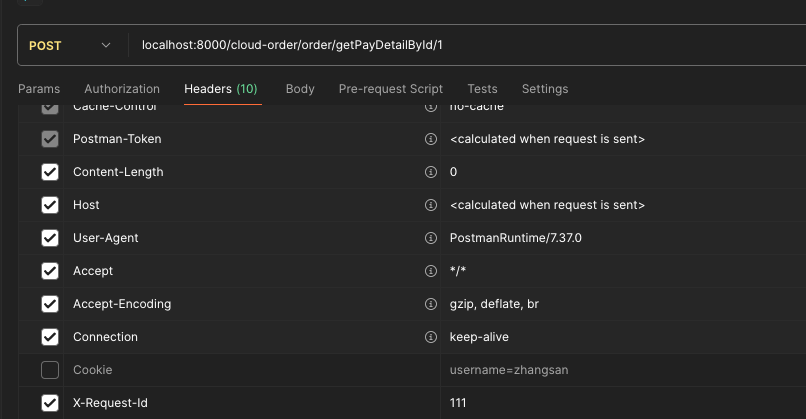 POST localhost:8000/cloud-order/order/getPayDetailById/1
Params Authorization Headers (10) Body Pre-request Script Tests Settings
Cache-Control no-cache
Postman-Token <calculated when request is sent>
Content-Length 0
Host <calculated when request is sent>
User-Agent PostmanRuntime/7.37.0
Accept */*
Accept-Encoding gzip, deflate, br
Connection keep-alive
Cookie username=zhangsan
X-Request-Id 111